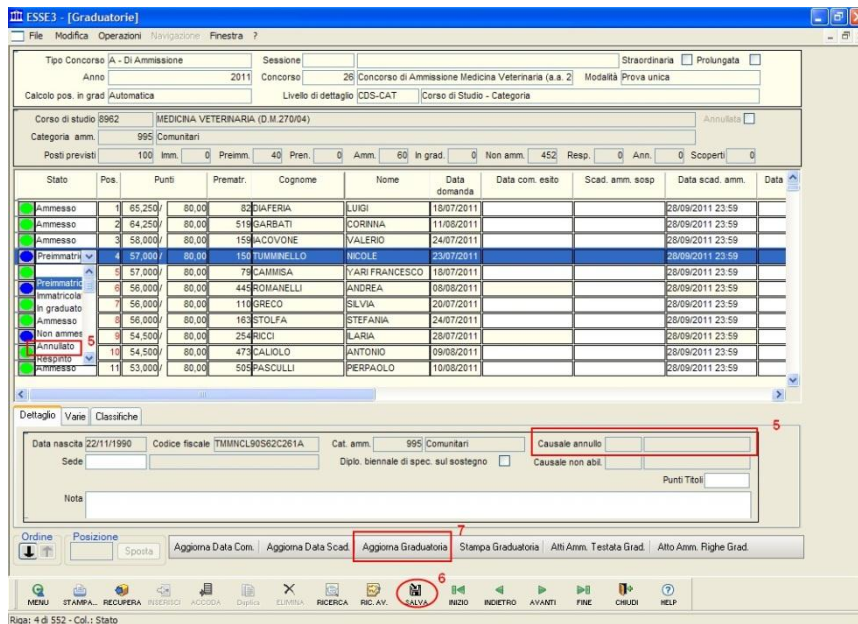 ESSE3 - [Graduatorie]
File Modifica Operazioni Navigazione Finestra ?
Tipo Concorso A - Di Ammissione Sessione Straordinaria Prolungata
Anno 2011 Concorso 26 Concorso di Ammissione Medicina Veterinaria (a.a. 2 Modalità Prova unica
Calcolo pos. in grad Automatica Livello di dettaglio CDS-CAT Corso di Studio - Categoria
Corso di studio 8962 MEDICINA VETERINARIA (D.M.270/04) Annullata
Categoria amm. 995 Comunitari
Posti previsti 100 Imm. 0 Preimm. 40 Pren. 0 Amm. 60 In grad. 0 Non amm. 452 Resp. 0 Ann. 0 Scoperti 0
Stato Pos. Punti Prematr. Cognome Nome Data domanda Data com. esito Scad. amm. sosp Data scad. amm. Data
Ammesso 1 65,250/ 80,00 82 DIAFERIA LUIGI 18/07/2011 28/09/2011 23:59
Ammesso 2 64,250/ 80,00 519 GARBATI CORINNA 11/08/2011 28/09/2011 23:59
Ammesso 3 58,000/ 80,00 159 IACOVONE VALERIO 24/07/2011 28/09/2011 23:59
Preimmatri 4 57,000/ 80,00 150 TUMMINELLO NICOLE 23/07/2011 28/09/2011 23:59
5 57,000/ 80,00 79 CAMMISA YARI FRANCESCO 18/07/2011 28/09/2011 23:59
Preimmatric 6 56,000/ 80,00 445 ROMANELLI ANDREA 08/08/2011 28/09/2011 23:59
Immatricola
In graduato 7 56,000/ 80,00 110 GRECO SILVIA 20/07/2011 28/09/2011 23:59
Ammesso 8 56,000/ 80,00 163 STOLFA STEFANIA 24/07/2011 28/09/2011 23:59
Non ammes 9 54,500/ 80,00 254 RICCI ILARIA 28/07/2011 28/09/2011 23:59
5
Annullato 10 54,500/ 80,00 473 CALIOLO ANTONIO 09/08/2011 28/09/2011 23:59
Respinto
Ammesso 11 53,000/ 80,00 505 PASCULLI PIERPAOLO 10/08/2011 28/09/2011 23:59
Dettaglio Varie Classifiche
5
Data nascita 22/11/1990 Codice fiscale TMMNCL90S62C261A Cat. amm. 995 Comunitari Causale annullo
Sede Diplo. biennale di spec. sul sostegno Causale non abil.
Punti Titoli
Nota
7
Ordine Posizione
Sposta Aggiorna Data Com. Aggiorna Data Scad. Aggiorna Graduatoria Stampa Graduatoria Atti Amm. Testata Grad. Atto Amm. Righe Grad.
6
MENU STAMPA... RECUPERA INSERISCI ACCODA Duplica ELIMINA RICERCA RIC. AV. SALVA INIZIO INDIETRO AVANTI FINE CHIUDI HELP
Riga: 4 di 552 - Col.: Stato